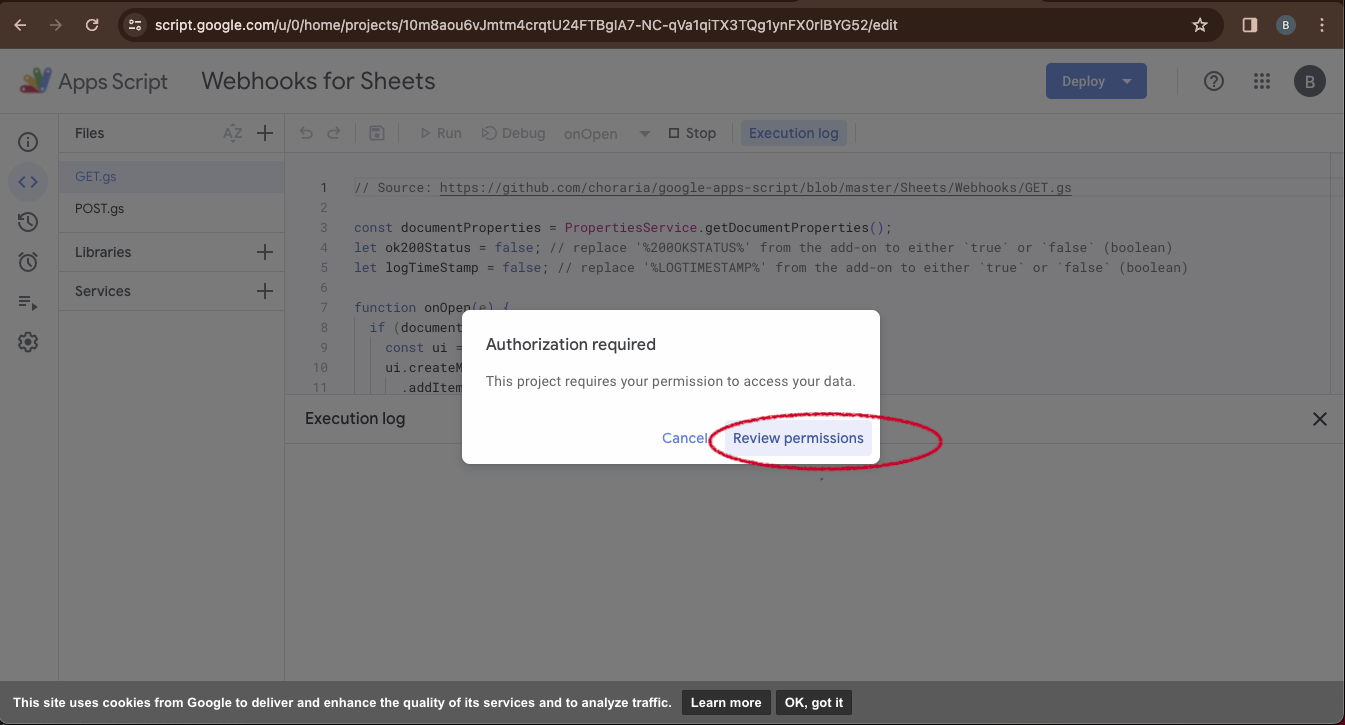 script.google.com/u/0/home/projects/10m8aou6vJmtm4crqtU24FTBglA7-NC-qVa1qiTX3TQg1ynFX0rlBYG52/edit
B
Apps Script
Webhooks for Sheets
Deploy
B
Files
AZ
Run
Debug
onOpen
Stop
Execution log
GET.gs
POST.gs
Libraries
Services
1 // Source: https://github.com/choraria/google-apps-script/blob/master/Sheets/Webhooks/GET.gs
2
3 const documentProperties = PropertiesService.getDocumentProperties();
4 let ok200Status = false; // replace '%200OKSTATUS%' from the add-on to either `true` or `false` (boolean)
5 let logTimeStamp = false; // replace '%LOGTIMESTAMP%' from the add-on to either `true` or `false` (boolean)
6
7 function onOpen(e) {
8 if (document
9 const ui =
10 ui.createM
11 .addItem
Authorization required
This project requires your permission to access your data.
Cancel
Review permissions
Execution log
This site uses cookies from Google to deliver and enhance the quality of its services and to analyze traffic.
Learn more
OK, got it